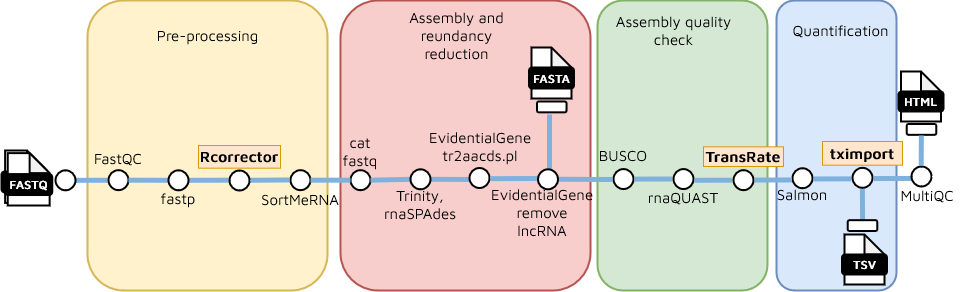 Pre-processing
Assembly and
reundancy
reduction
Assembly quality
check
Quantification
FASTQ
FastQC
fastp
Rcorrector
SortMeRNA
cat
fastq
Trinity,
rnaSPAdes
EvidentialGene
tr2aacds.pl
FASTA
EvidentialGene
remove
lncRNA
BUSCO
rnaQUAST
TransRate
Salmon
tximport
TSV
HTML
MultiQC